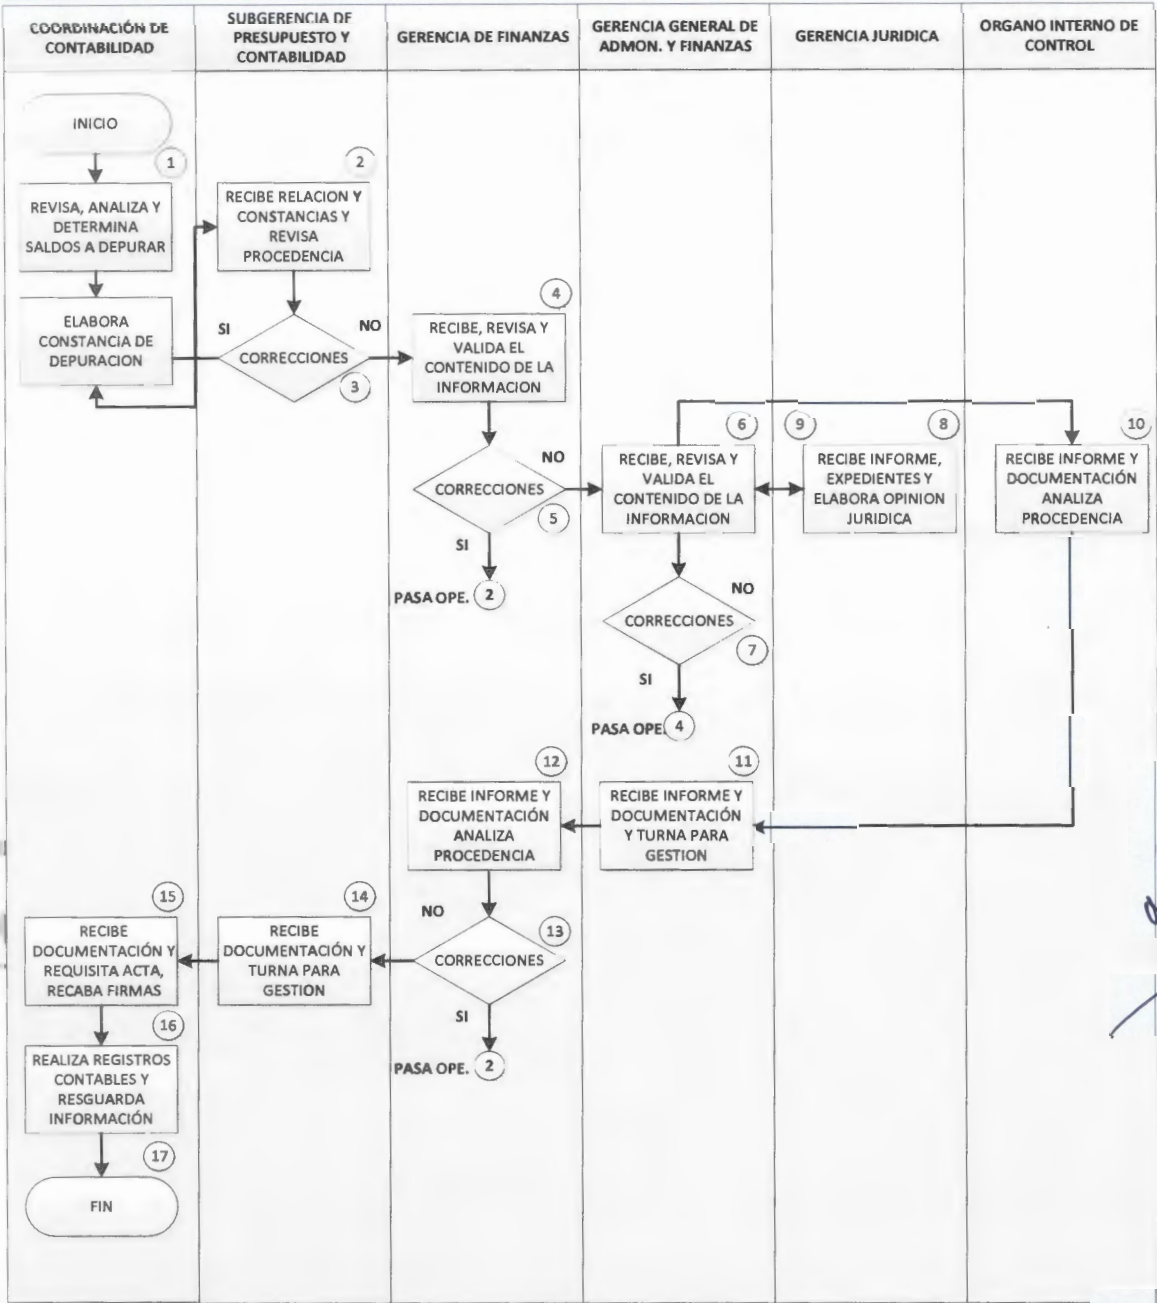 COORDINACIÓN DE
CONTABILIDAD
SUBGERENCIA DE
PRESUPUESTO Y
CONTABILIDAD
GERENCIA DE FINANZAS
GERENCIA GENERAL DE
ADMON. Y FINANZAS
GERENCIA JURIDICA
ORGANO INTERNO DE
CONTROL
INICIO
1
REVISA, ANALIZA Y
DETERMINA
SALDOS A DEPURAR
ELABORA
CONSTANCIA DE
DEPURACION
2
RECIBE RELACION Y
CONSTANCIAS Y
REVISA
PROCEDENCIA
SI
NO
CORRECCIONES
3
4
RECIBE, REVISA Y
VALIDA EL
CONTENIDO DE LA
INFORMACION
NO
CORRECCIONES
5
SI
PASA OPE. 2
6
RECIBE, REVISA Y
VALIDA EL
CONTENIDO DE LA
INFORMACION
NO
CORRECCIONES
7
SI
PASA OPE. 4
9
8
RECIBE INFORME,
EXPEDIENTES Y
ELABORA OPINION
JURIDICA
10
RECIBE INFORME Y
DOCUMENTACIÓN
ANALIZA
PROCEDENCIA
11
RECIBE INFORME Y
DOCUMENTACIÓN
Y TURNA PARA
GESTION
12
RECIBE INFORME Y
DOCUMENTACIÓN
ANALIZA
PROCEDENCIA
NO
13
CORRECCIONES
SI
PASA OPE. 2
14
RECIBE
DOCUMENTACIÓN Y
TURNA PARA
GESTION
15
RECIBE
DOCUMENTACIÓN Y
REQUISITA ACTA,
RECABA FIRMAS
16
REALIZA REGISTROS
CONTABLES Y
RESGUARDA
INFORMACIÓN
17
FIN